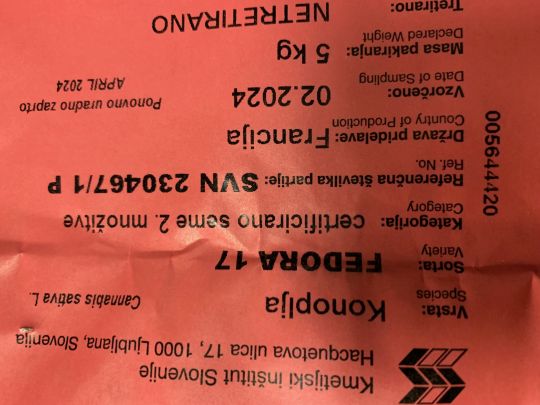 Kmetijski inštitut Slovenije
Hacquetova ulica 17, 1000 Ljubljana, Slovenija
Vrsta: Konoplja Cannabis sativa L.
Species
Sorta: FEDORA 17
Variety
Kategorija: certificirano seme 2. množitve
Category
Referenčna številka partije: SVN 230467/1 P
Ref. No.
Država pridelave: Francija
Country of Production
Vzorčeno: 02.2024 Ponovno uradno zaprto
Date of Sampling APRIL 2024
Masa pakiranja: 5 kg
Declared Weight
Tretirano: NETRETIRANO
005644420